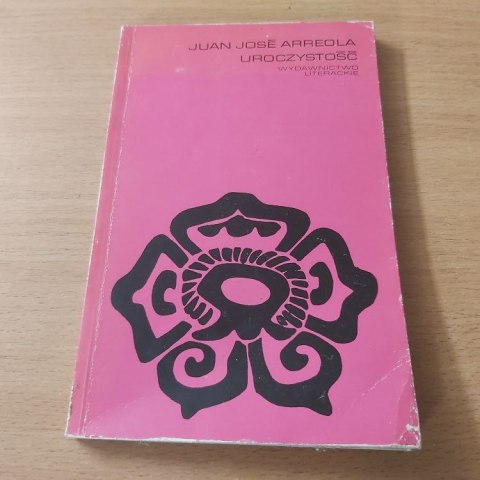 JUAN JOSÉ ARREOLA
UROCZYSTOŚĆ
WYDAWNICTWO
LITERACKIE